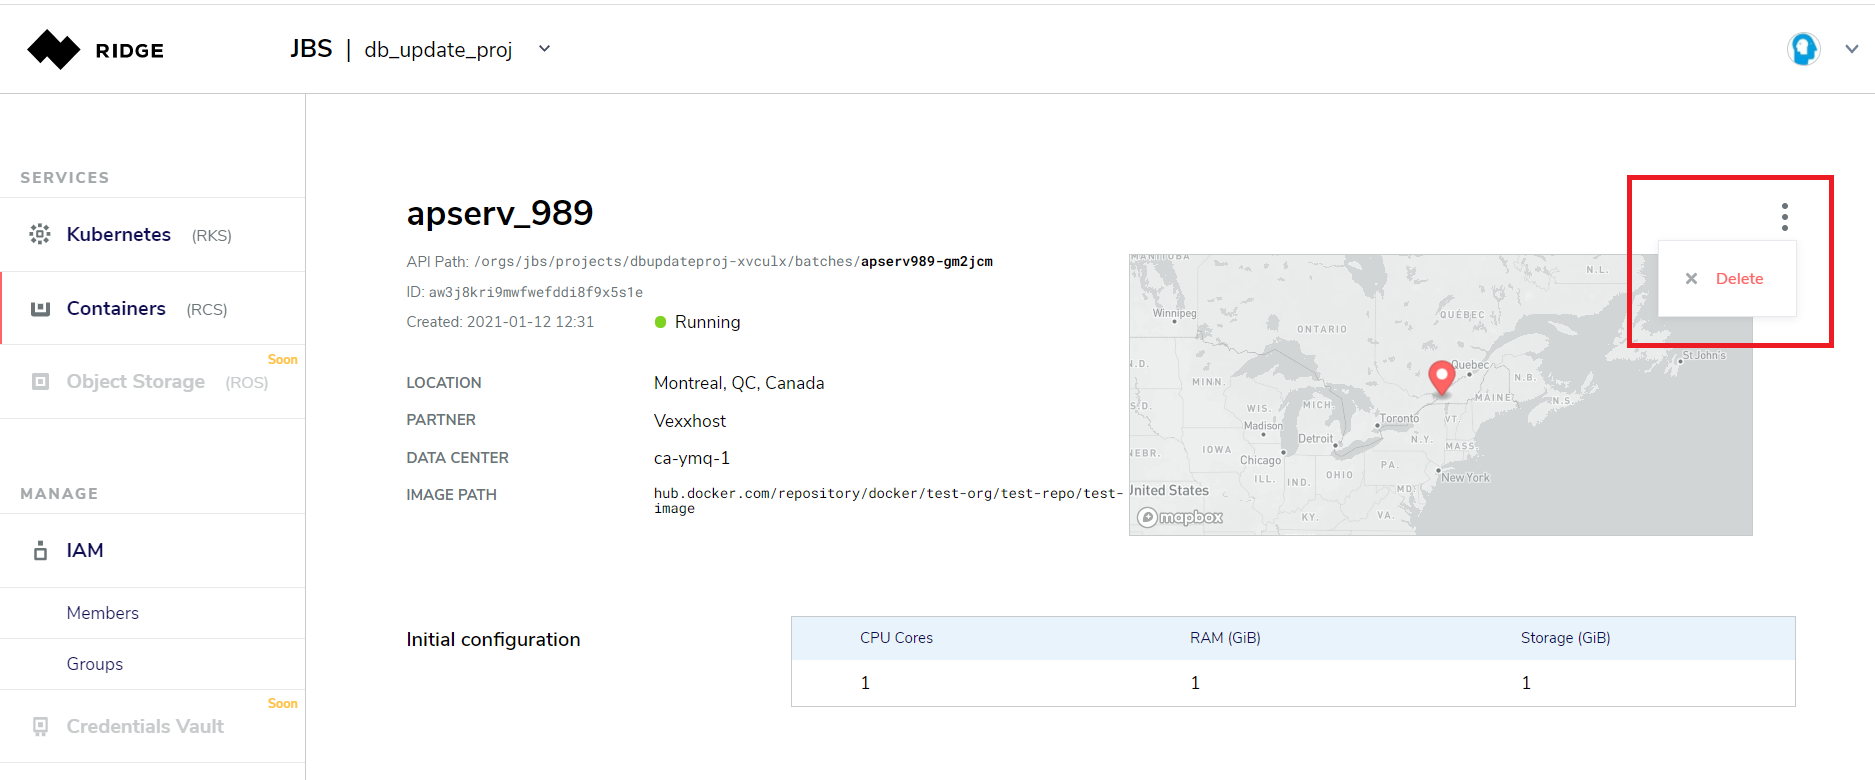 RIDGE
JBS | db_update_proj
SERVICES
Kubernetes (RKS)
Containers (RCS)
Soon
Object Storage (ROS)
MANAGE
IAM
Members
Groups
Soon
Credentials Vault
apserv_989
API Path: /orgs/jbs/projects/dbupdateproj-xvculx/batches/apserv989-gm2jcm
ID: aw3j8kri9mwfwefddi8f9x5s1e
Created: 2021-01-12 12:31
Running
LOCATION Montreal, QC, Canada
PARTNER Vexxhost
DATA CENTER ca-ymq-1
IMAGE PATH hub.docker.com/repository/docker/test-org/test-repo/test-
image
Delete
MANITOBA
N.L.
Winnipeg
ONTARIO
QUÉBEC
St John's
N.D.
Quebec
MINN.
N.B.
MAINE
N.S.
S.D.
WIS.
MICH.
Toronto
VT.
Madison
Detroit
N.Y.
MASS.
NEBR.
IOWA
Chicago
PA.
ILL.
IND.
OHIO
New York
MD.
United States
KY.
VA.
mapbox
Initial configuration
CPU Cores RAM (GiB) Storage (GiB)
1 1 1